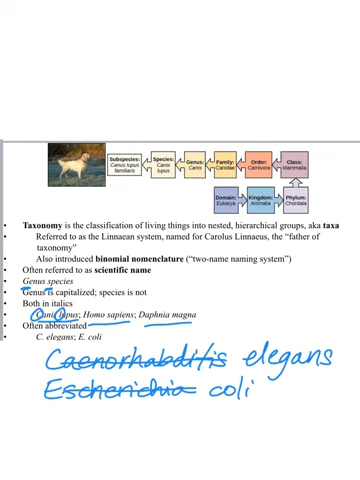 Subspecies: Canus lupus familiaris
Species: Canis lupus
Genus: Canis
Family: Canidae
Order: Carnivora
Class: Mammalia
Domain: Eukarya
Kingdom: Animalia
Phylum: Chordata
• Taxonomy is the classification of living things into nested, hierarchical groups, aka taxa
• Referred to as the Linnaean system, named for Carolus Linnaeus, the “father of
taxonomy”
• Also introduced binomial nomenclature (“two-name naming system”)
• Often referred to as scientific name
• Genus species
• Genus is capitalized; species is not
• Both in italics
• Canis lupus; Homo sapiens; Daphnia magna
• Often abbreviated
• C. elegans; E. coli
Caenorhabditis elegans
Escherichia coli